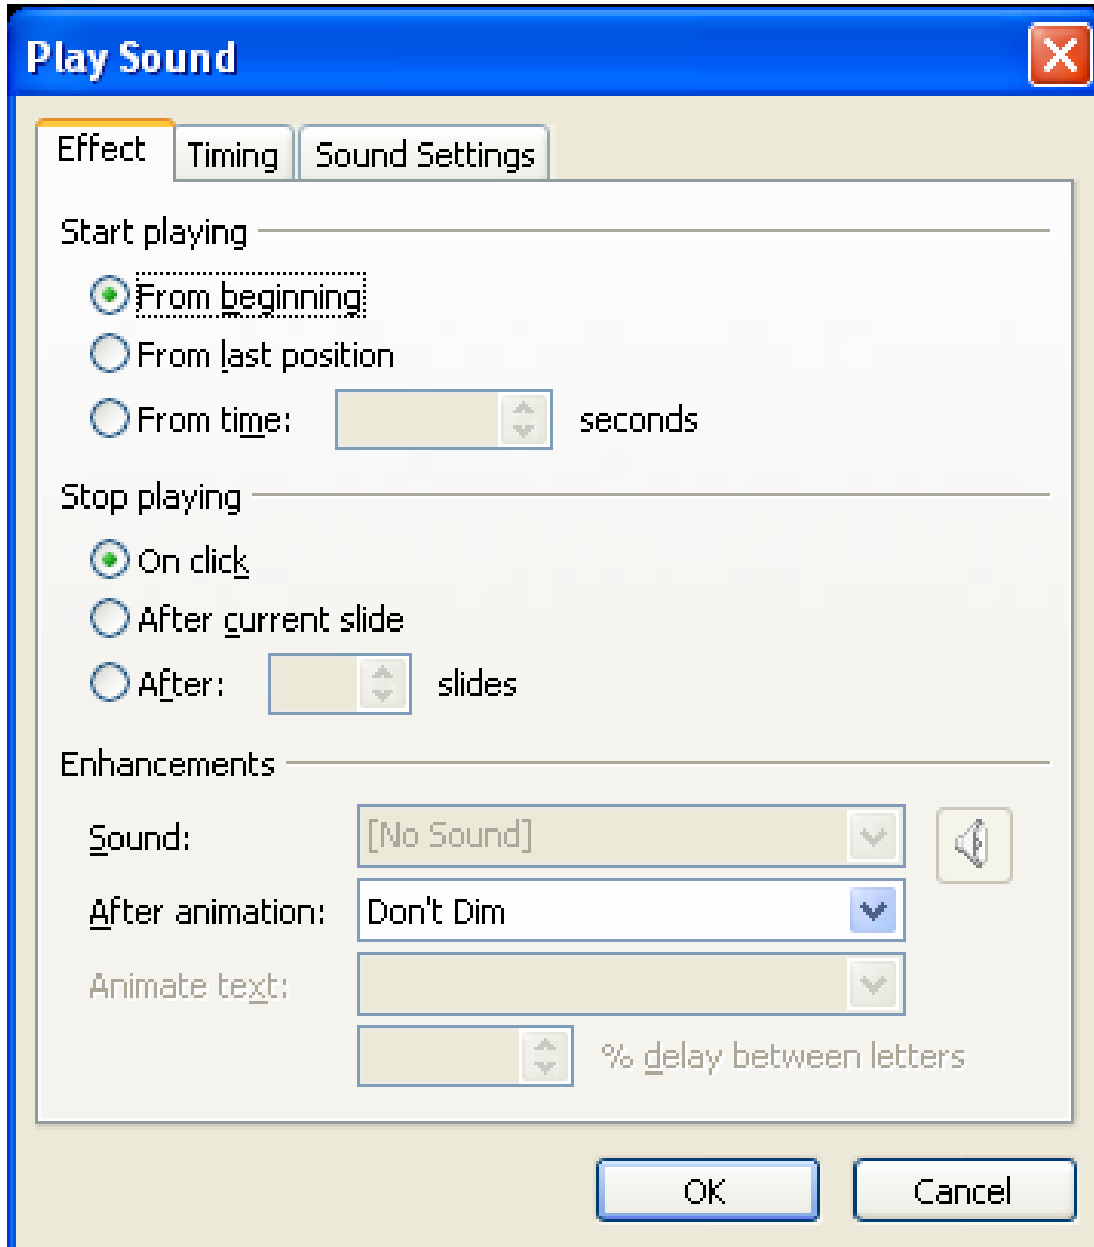 Play Sound
Effect Timing Sound Settings
Start playing
From beginning
From last position
From time: seconds
Stop playing
On click
After current slide
After: slides
Enhancements
Sound: [No Sound]
After animation: Don't Dim
Animate text:
% delay between letters
OK Cancel